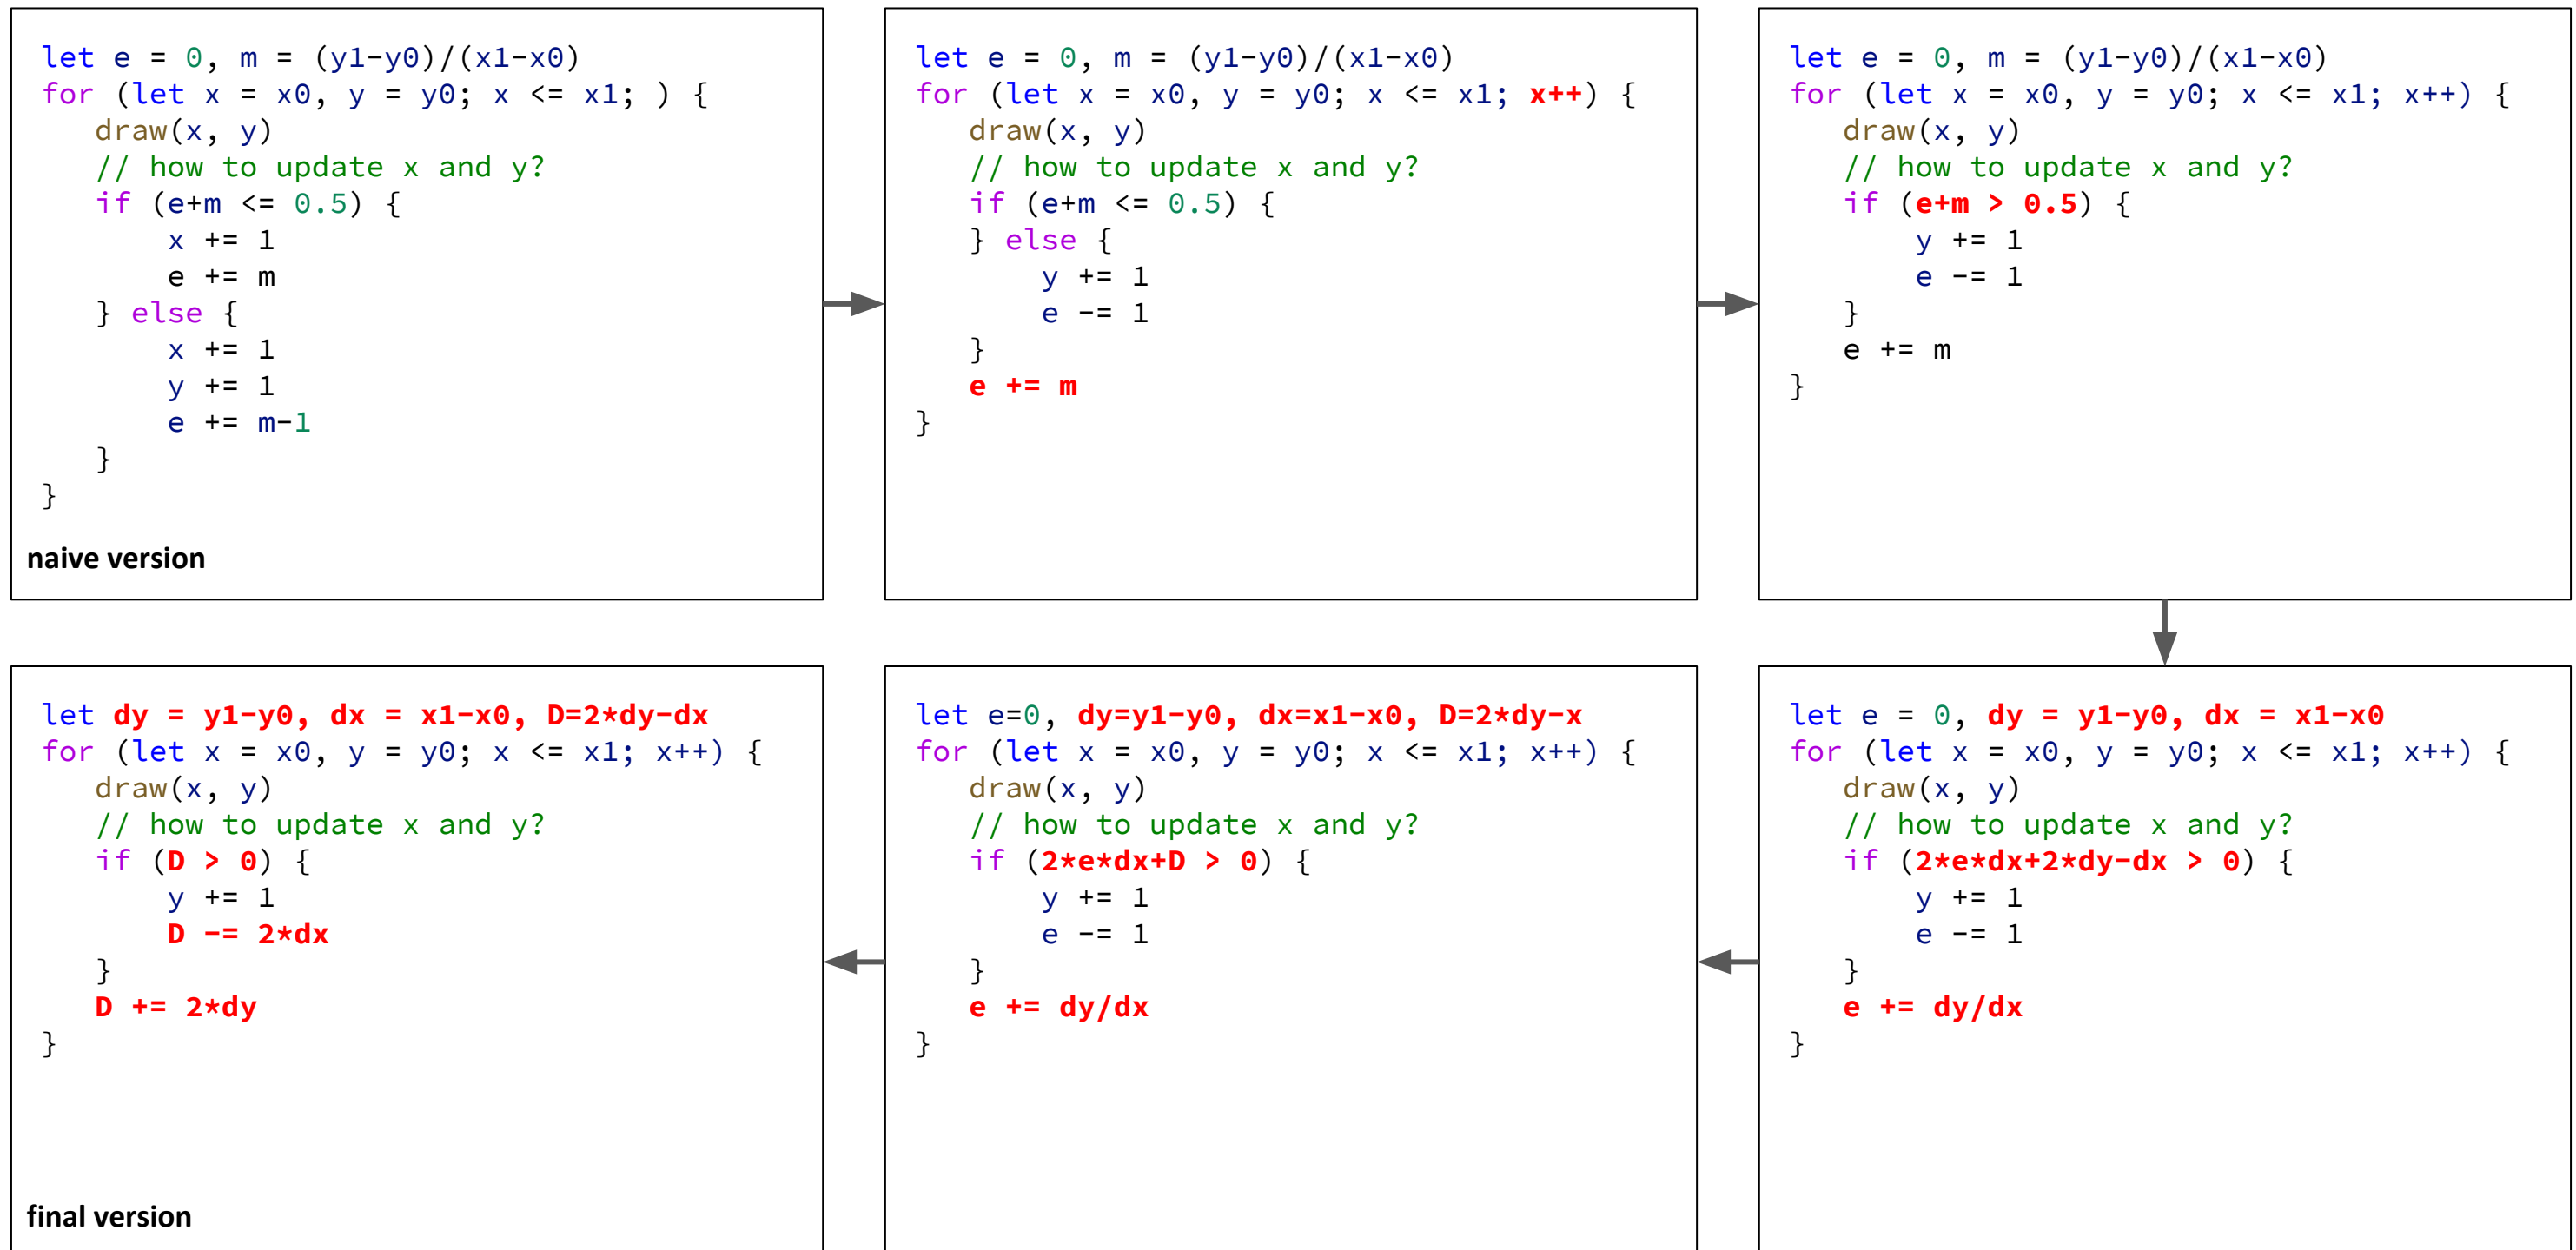 let e = 0, m = (y1-y0)/(x1-x0)
for (let x = x0, y = y0; x <= x1; ) {
   draw(x, y)
   // how to update x and y?
   if (e+m <= 0.5) {
       x += 1
       e += m
   } else {
       x += 1
       y += 1
       e += m-1
   }
}
naive version
let e = 0, m = (y1-y0)/(x1-x0)
for (let x = x0, y = y0; x <= x1; x++) {
   draw(x, y)
   // how to update x and y?
   if (e+m <= 0.5) {
   } else {
       y += 1
       e -= 1
   }
   e += m
}
let e = 0, m = (y1-y0)/(x1-x0)
for (let x = x0, y = y0; x <= x1; x++) {
   draw(x, y)
   // how to update x and y?
   if (e+m > 0.5) {
       y += 1
       e -= 1
   }
   e += m
}
let e = 0, dy = y1-y0, dx = x1-x0
for (let x = x0, y = y0; x <= x1; x++) {
   draw(x, y)
   // how to update x and y?
   if (2*e*dx+2*dy-dx > 0) {
       y += 1
       e -= 1
   }
   e += dy/dx
}
let e=0, dy=y1-y0, dx=x1-x0, D=2*dy-x
for (let x = x0, y = y0; x <= x1; x++) {
   draw(x, y)
   // how to update x and y?
   if (2*e*dx+D > 0) {
       y += 1
       e -= 1
   }
   e += dy/dx
}
let dy = y1-y0, dx = x1-x0, D=2*dy-dx
for (let x = x0, y = y0; x <= x1; x++) {
   draw(x, y)
   // how to update x and y?
   if (D > 0) {
       y += 1
       D -= 2*dx
   }
   D += 2*dy
}
final version